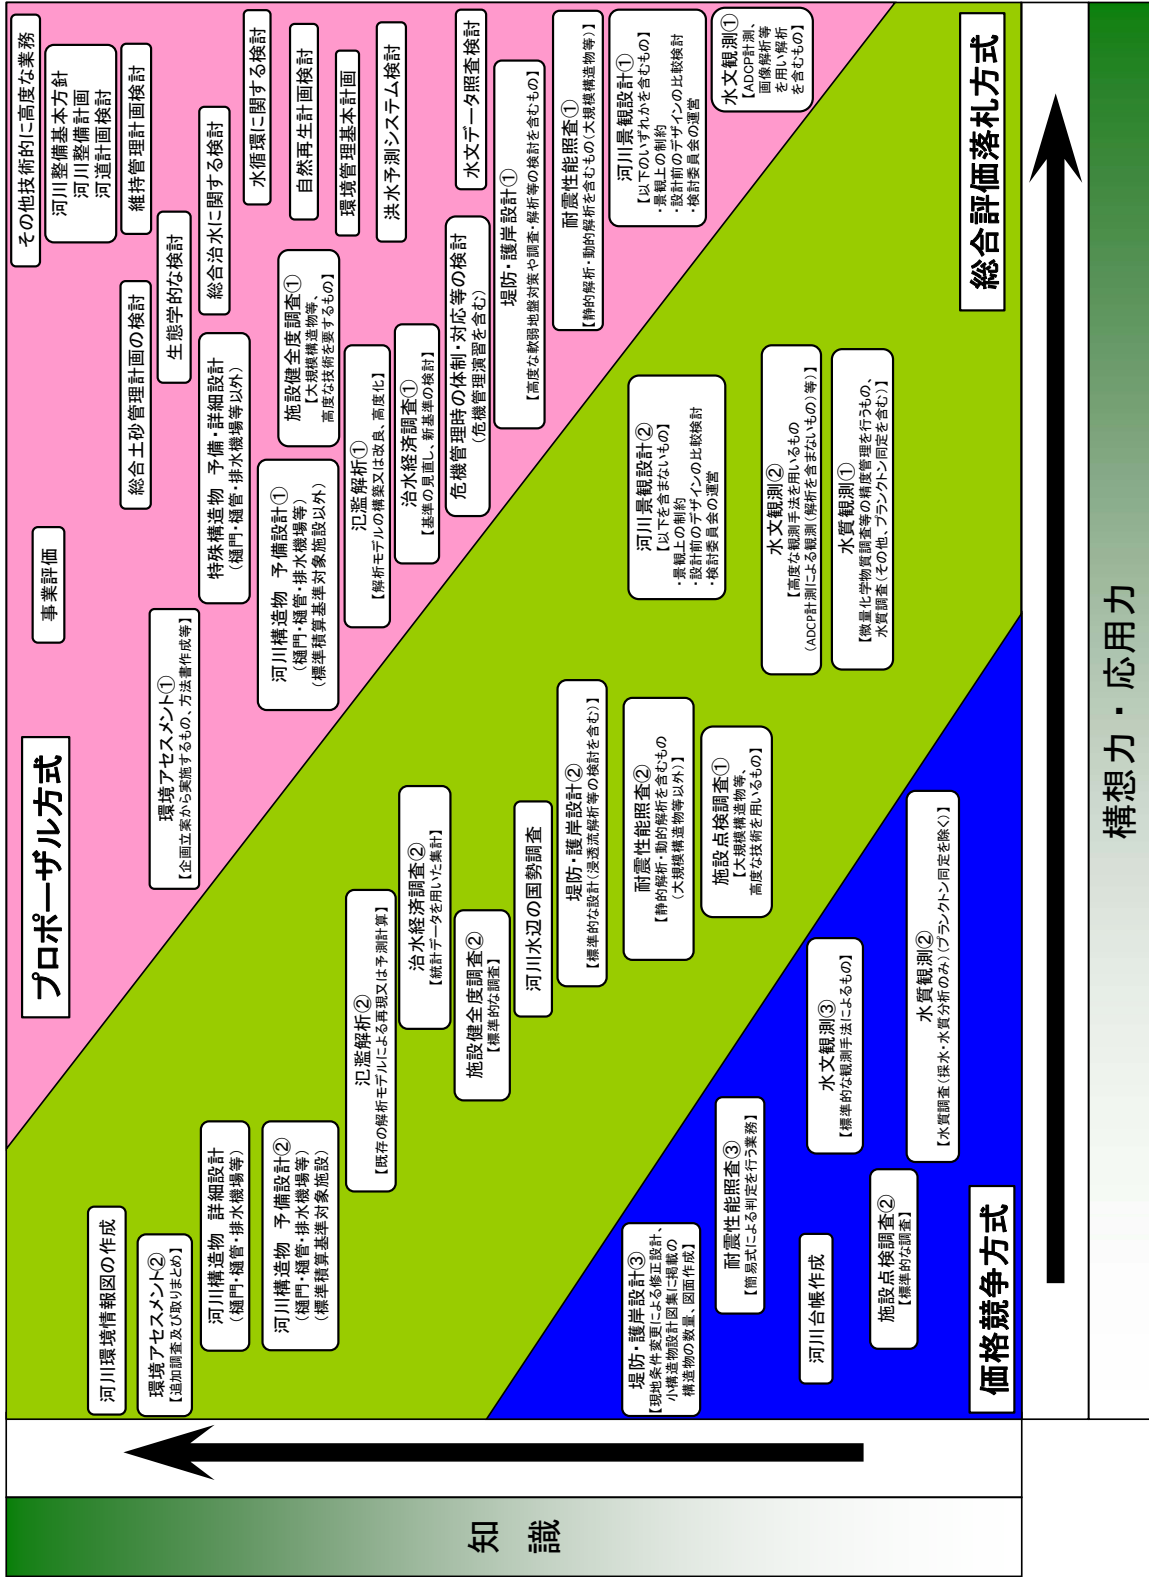 プロポーザル方式
総合評価落札方式
価格競争方式
知　識
構想力・応用力
その他技術的に高度な業務
河川整備基本方針
河川整備計画
河道計画検討
維持管理計画検討
総合土砂管理計画の検討
生態学的な検討
総合治水に関する検討
水循環に関する検討
自然再生計画検討
環境管理基本計画
洪水予測システム検討
水文データ照査検討
事業評価
環境アセスメント①
【企画立案から実施するもの、方法書作成等】
特殊構造物　予備・詳細設計
(樋門・樋管・排水機場等以外)
施設健全度調査①
【大規模構造物等、
高度な技術を要するもの】
河川構造物　予備設計①
(樋門・樋管・排水機場等)
(標準積算基準対象施設以外)
氾濫解析①
【解析モデルの構築又は改良、高度化】
治水経済調査①
【基準の見直し、新基準の検討】
危機管理時の体制・対応等の検討
(危機管理演習を含む)
堤防・護岸設計①
【高度な軟弱地盤対策や調査・解析等の検討を含むもの】
耐震性能照査①
【静的解析・動的解析を含むもの(大規模構造物等)】
河川景観設計①
【以下のいずれかを含むもの】
・景観上の制約
・設計前のデザインの比較検討
・検討委員会の運営
水文観測①
【ADCP計測、
画像解析等
を用い解析
を含むもの】
河川環境情報図の作成
環境アセスメント②
【追加調査及び取りまとめ】
河川構造物　詳細設計
(樋門・樋管・排水機場等)
河川構造物　予備設計②
(樋門・樋管・排水機場等)
(標準積算基準対象施設)
氾濫解析②
【既存の解析モデルによる再現又は予測計算】
治水経済調査②
【統計データを用いた集計】
施設健全度調査②
【標準的な調査】
河川水辺の国勢調査
堤防・護岸設計②
【標準的な設計(浸透流解析等の検討を含む)】
耐震性能照査②
【静的解析・動的解析を含むもの
(大規模構造物等以外)】
施設点検調査①
【大規模構造物等、
高度な技術を用いるもの】
河川景観設計②
【以下を含まないもの】
・景観上の制約
・設計前のデザインの比較検討
・検討委員会の運営
水文観測②
【高度な観測手法を用いるもの
(ADCP計測による観測(解析を含まないもの)等)】
水質観測①
【微量化学物質調査等の精度管理を行うもの、
水質調査(その他、プランクトン同定を含む)】
堤防・護岸設計③
【現地条件変更による修正設計、
小構造物設計図集に掲載の
構造物の数量、図面作成】
耐震性能照査③
【簡易式による判定を行う業務】
河川台帳作成
水文観測③
【標準的な観測手法によるもの】
施設点検調査②
【標準的な調査】
水質観測②
【水質調査(採水・水質分析のみ)(プランクトン同定を除く)】